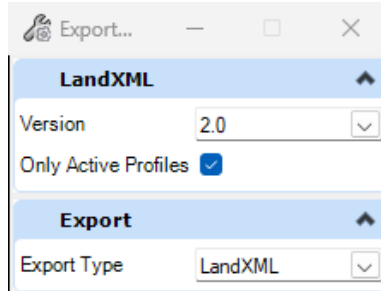 Export...
LandXML
Version 2.0
Only Active Profiles
Export
Export Type LandXML